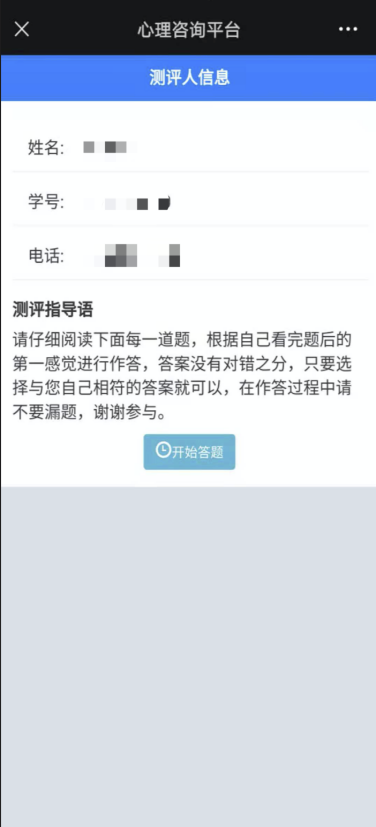 心理咨询平台
测评人信息
姓名:
学号:
电话:
测评指导语
请仔细阅读下面每一道题，根据自己看完题后的
第一感觉进行作答，答案没有对错之分，只要选
择与您自己相符的答案就可以，在作答过程中请
不要漏题，谢谢参与。
开始答题